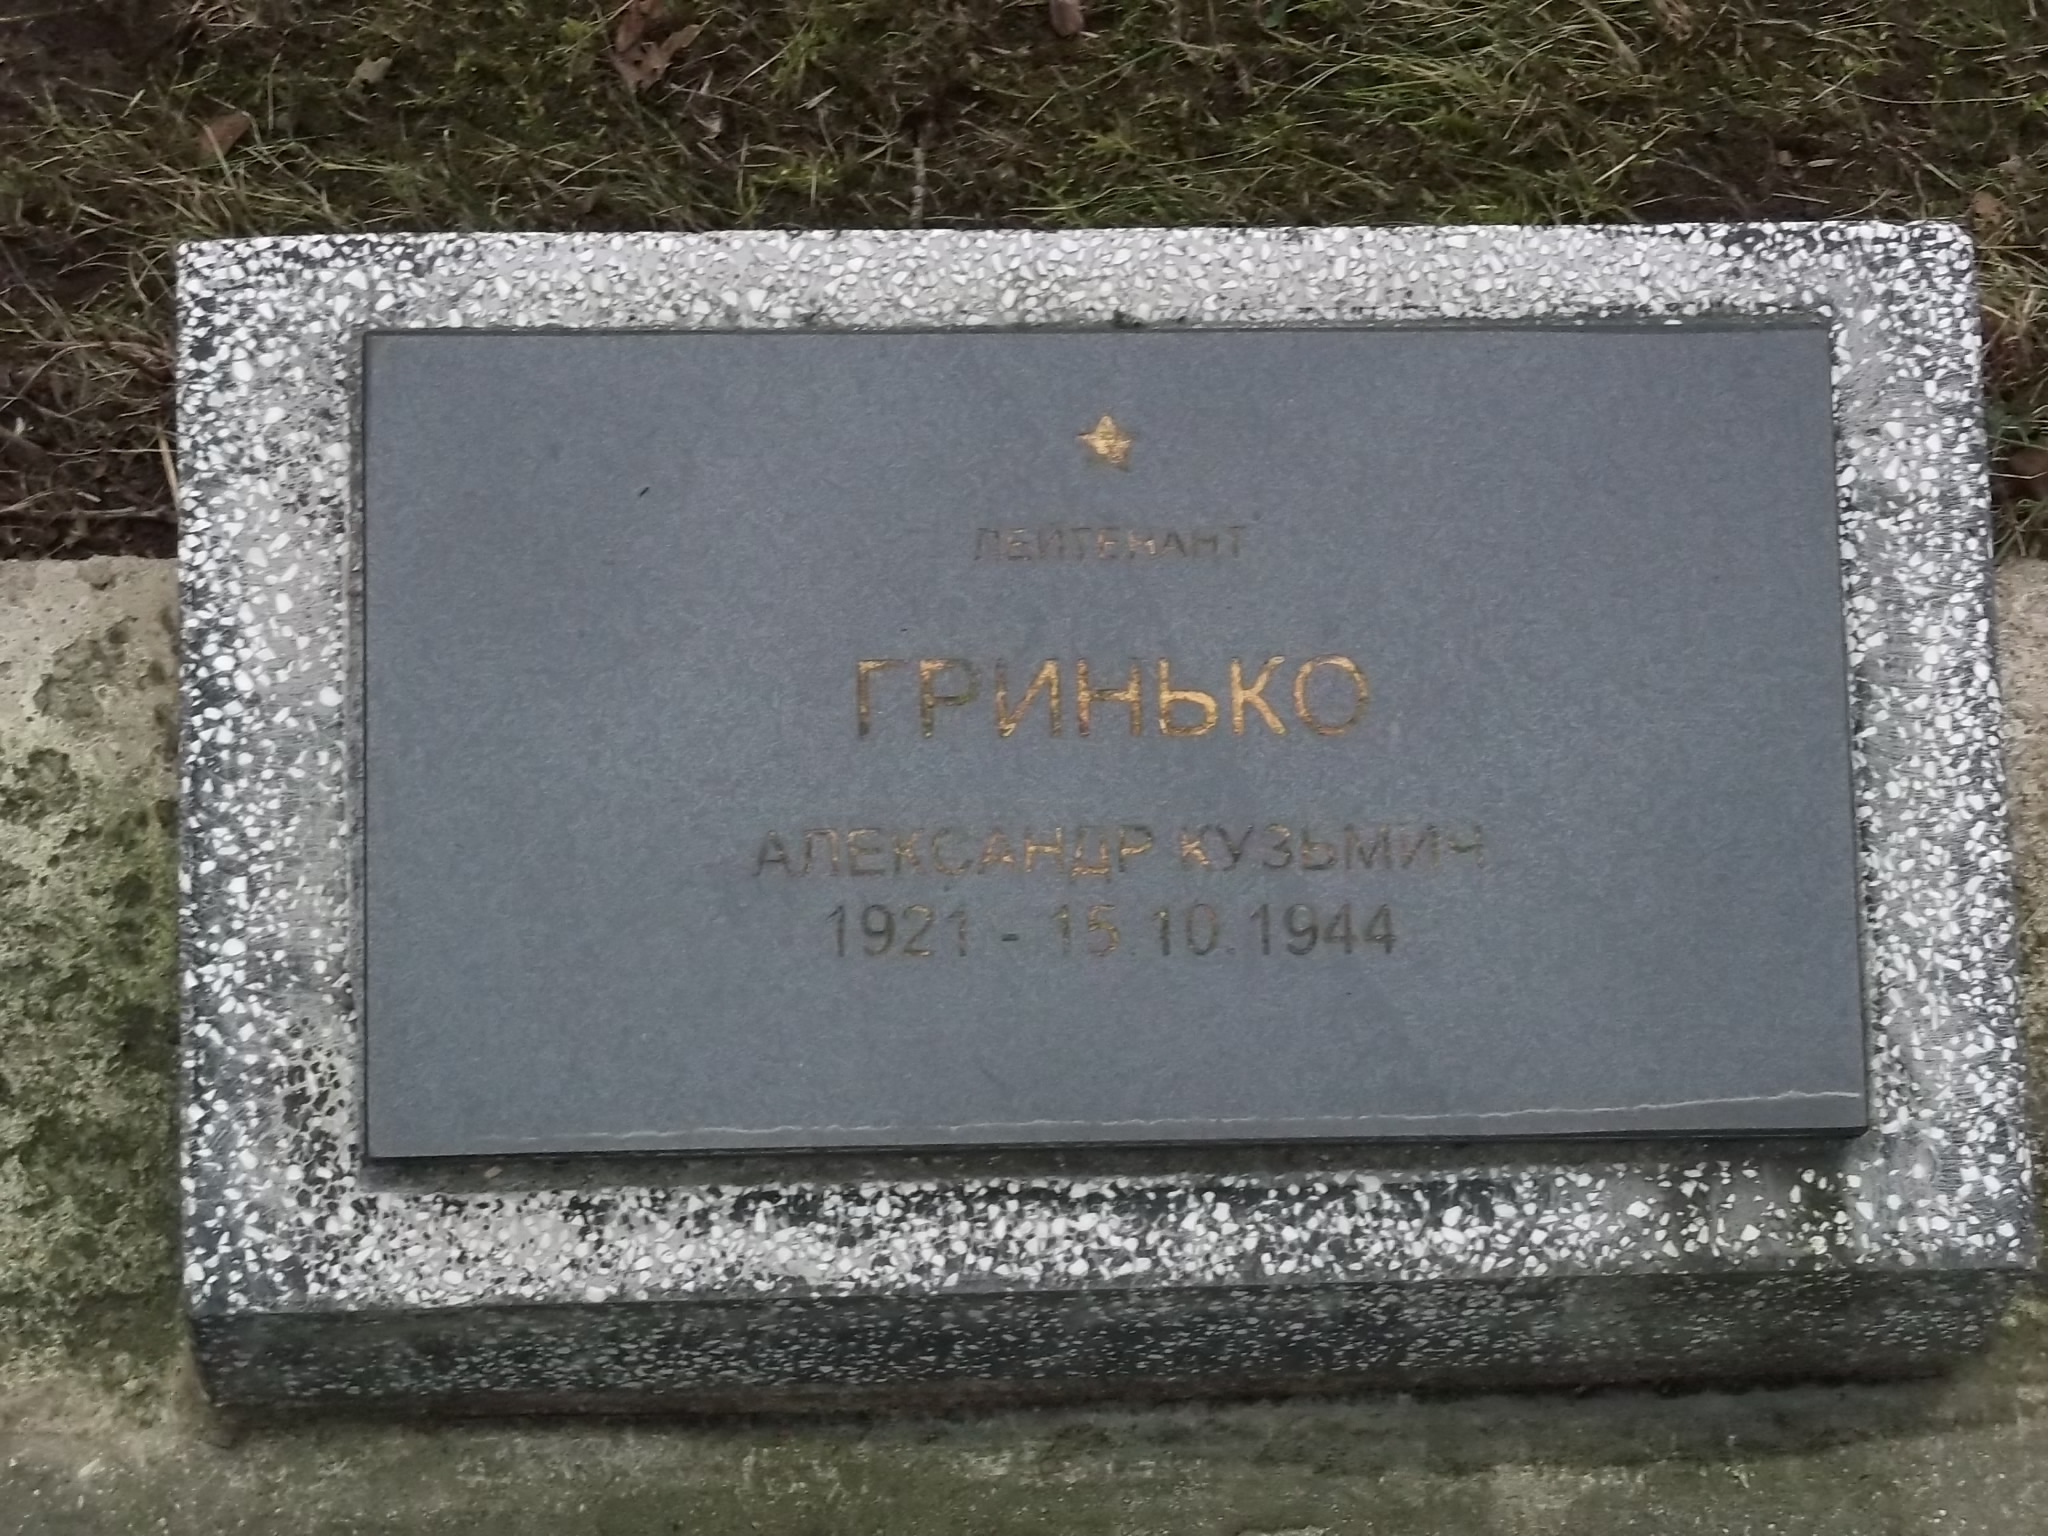 ЛЕЙТЕНАНТ
ГРИНЬКО
АЛЕКСАНДР КУЗЬМИЧ
1921 - 15.10.1944